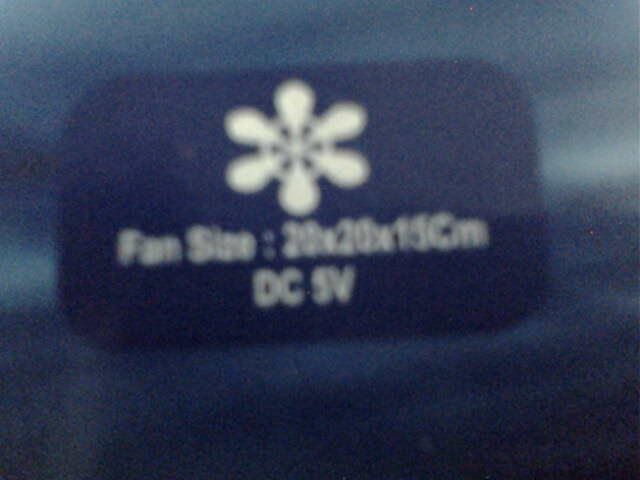 Fan Size : 20x20x15Cm
DC 5V